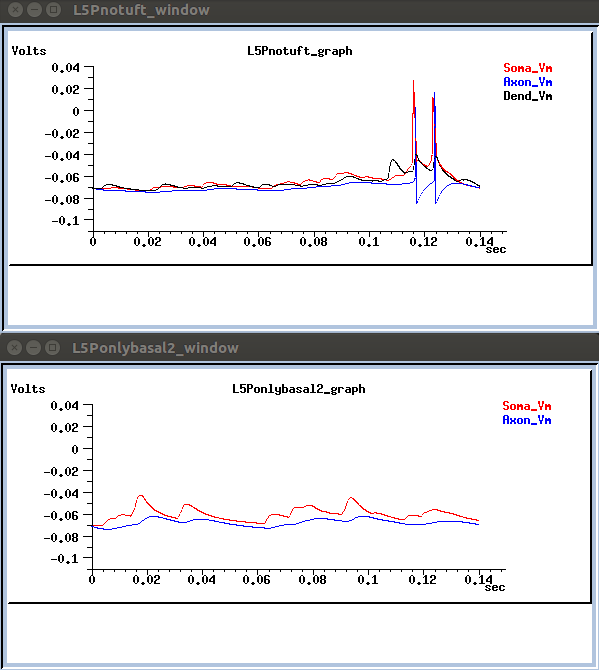 L5Pnotuft_window
Volts L5Pnotuft_graph
0.04 Soma_Vm
0.02 Axon_Vm
Dend_Vm
0
-0.02
-0.04
-0.06
-0.08
-0.1
0 0.02 0.04 0.06 0.08 0.1 0.12 0.14
sec
L5Ponlybasal2_window
Volts L5Ponlybasal2_graph
0.04 Soma_Vm
0.02 Axon_Vm
0
-0.02
-0.04
-0.06
-0.08
-0.1
0 0.02 0.04 0.06 0.08 0.1 0.12 0.14
sec